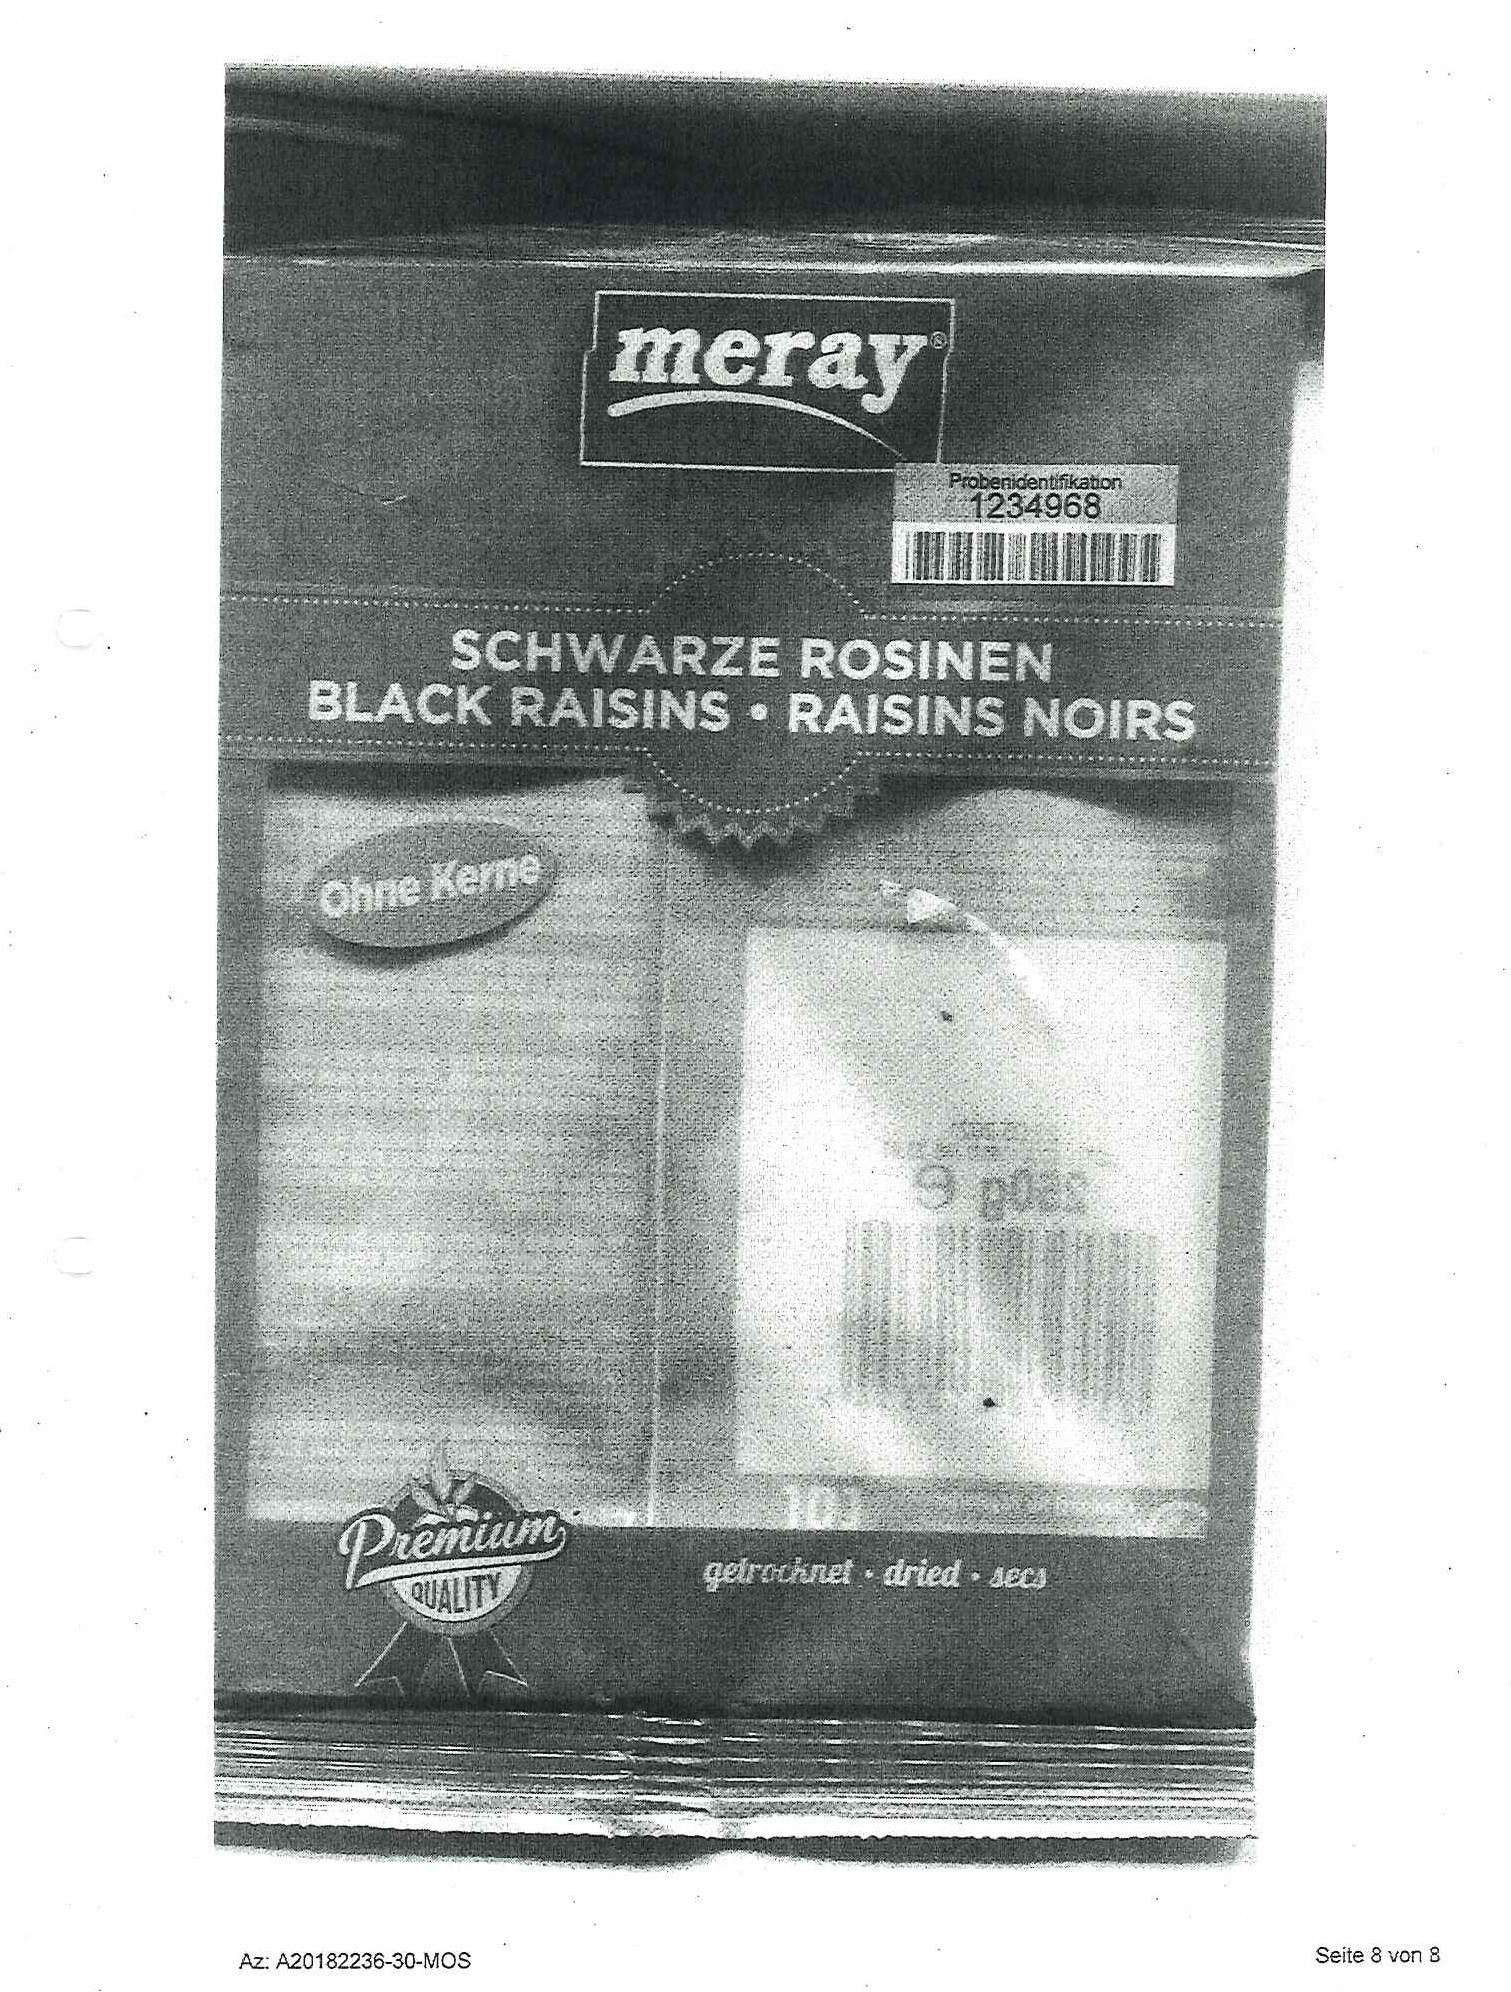 meray®
Probenidentifikation
1234968
SCHWARZE ROSINEN
BLACK RAISINS • RAISINS NOIRS
Ohne Kerne
250g e
Premium
QUALITY
getrocknet • dried • secs
Az: A20182236-30-MOS
Seite 8 von 8